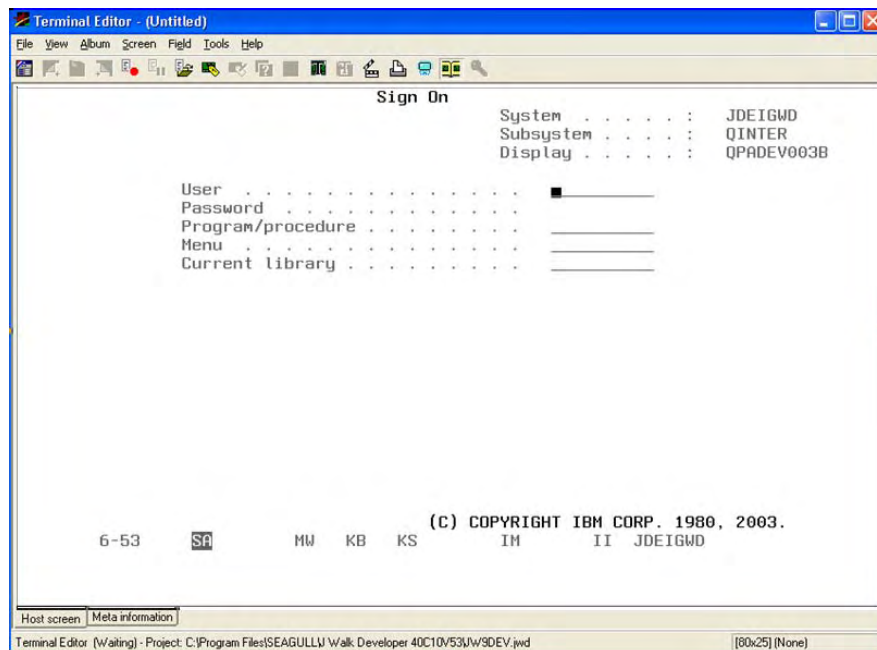 Terminal Editor - (Untitled)
File View Album Screen Field Tools Help
Sign On
System . . . . . : JDEIGWD
Subsystem . . . . : QINTER
Display . . . . . : QPADEV003B
User . . . . . . . . . . . . . .
Password . . . . . . . . . . . .
Program/procedure . . . . . . . .
Menu . . . . . . . . . . . . . .
Current library . . . . . . . . .
(C) COPYRIGHT IBM CORP. 1980, 2003.
6-53 SA MW KB KS IM II JDEIGWD
Host screen Meta information
Terminal Editor (Waiting) - Project: C:\Program Files\SEAGULL\J Walk Developer 40C10V53\JW9DEV.jwd [80x25] (None)